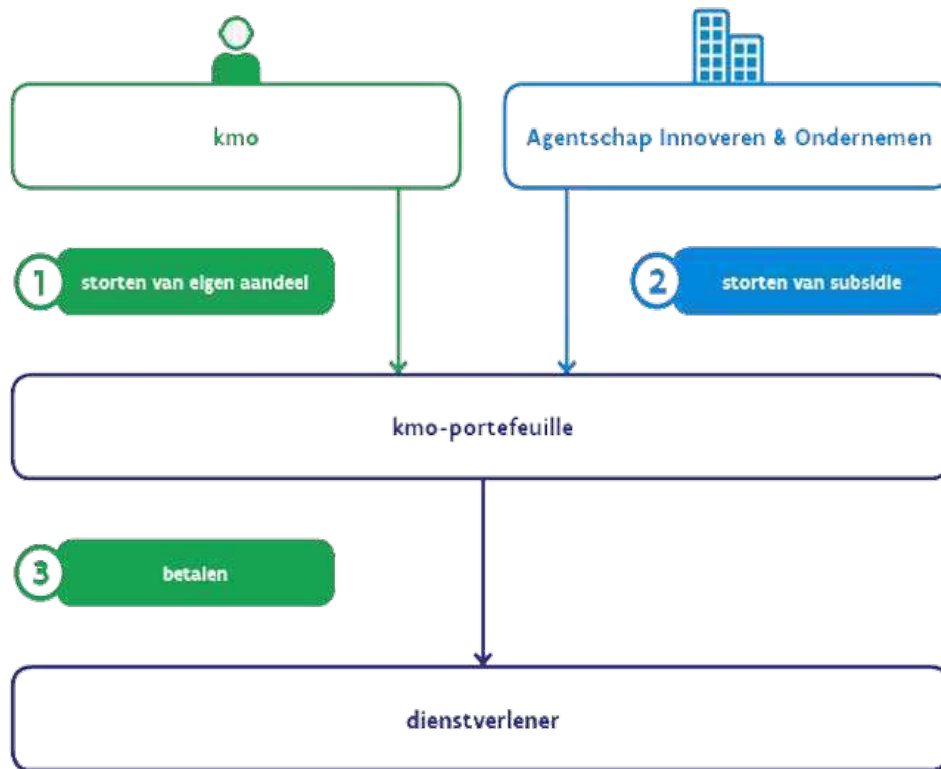 kmo
Agentschap Innoveren & Ondernemen
1
storten van eigen aandeel
2
storten van subsidie
kmo-portefeuille
3
betalen
dienstverlener